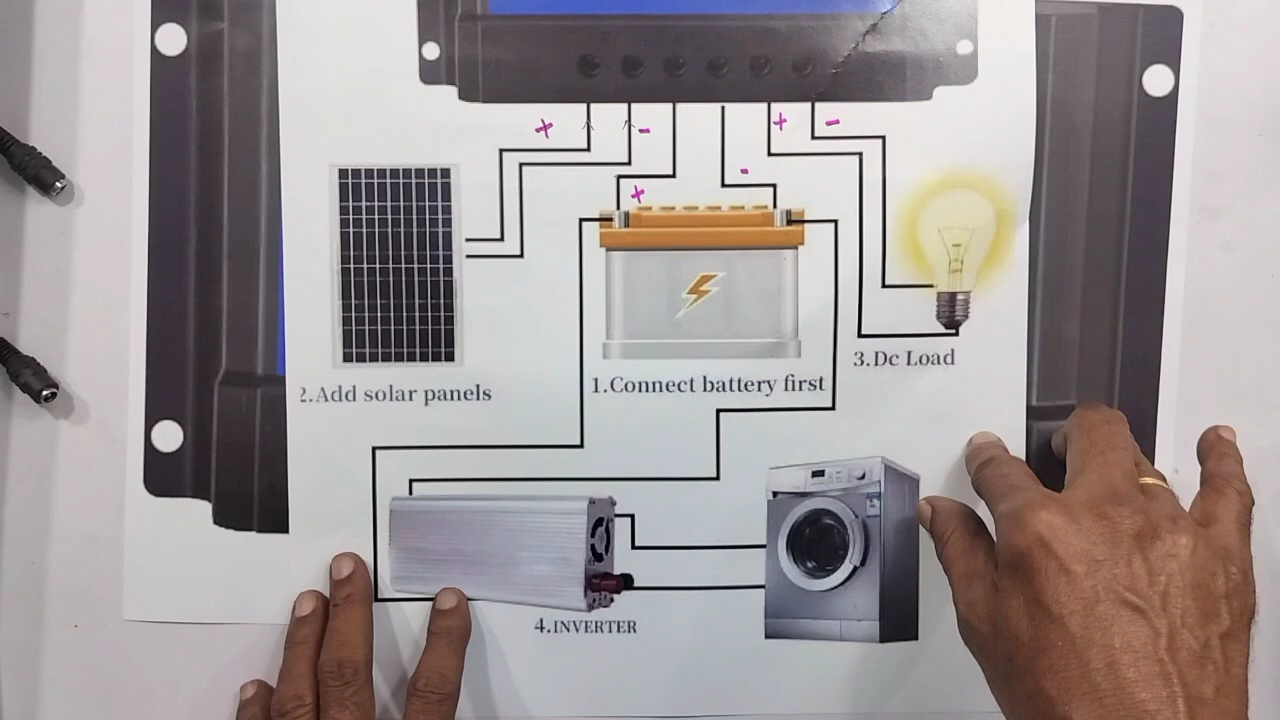 + - + -
+ -
2.Add solar panels
1.Connect battery first
3.Dc Load
4.INVERTER